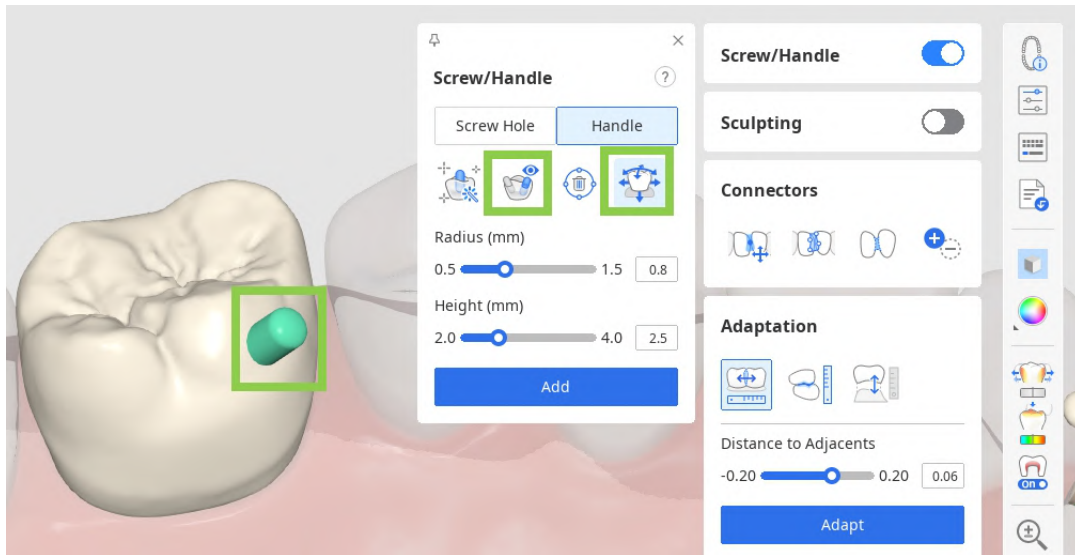 Screw/Handle
?
Screw Hole Handle
Radius (mm)
0.5 1.5 0.8
Height (mm)
2.0 4.0 2.5
Add
Screw/Handle
Sculpting
Connectors
Adaptation
Distance to Adjacents
-0.20 0.20 0.06
Adapt
ON